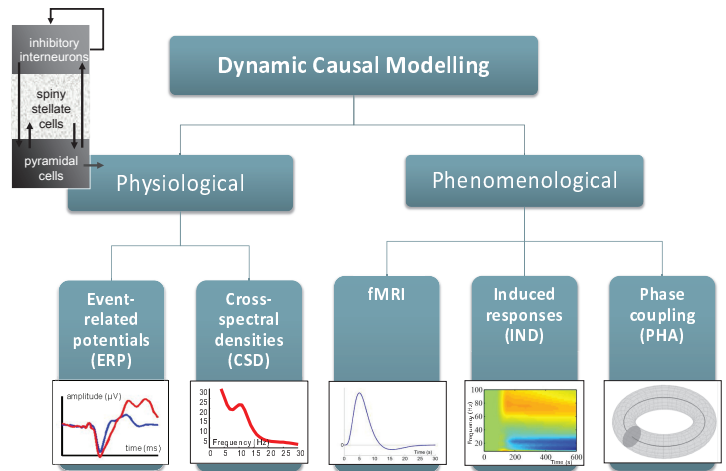 inhibitory
interneurons
spiny
stellate
cells
pyramidal
cells
Dynamic Causal Modelling
Physiological
Phenomenological
Event-
related
potentials
(ERP)
Cross-
spectral
densities
(CSD)
fMRI
Induced
responses
(IND)
Phase
coupling
(PHA)
amplitude (µV)
time (ms)
30
25
20
15
10
5
Frequency (Hz)
0 5 10 15 20 25 30
0
Time (s)
0 5 10 15 20 25 30
Frequency (Hz)
100
80
60
40
20
Time (s)
0 200 400 600